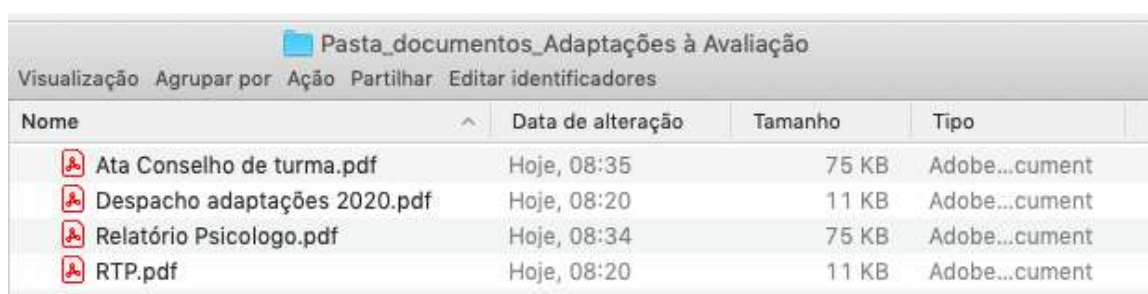 Pasta_documentos_Adaptações à Avaliação
Visualização Agrupar por Ação Partilhar Editar identificadores
Nome Data de alteração Tamanho Tipo
Ata Conselho de turma.pdf Hoje, 08:35 75 KB Adobe...cument
Despacho adaptações 2020.pdf Hoje, 08:20 11 KB Adobe...cument
Relatório Psicologo.pdf Hoje, 08:34 75 KB Adobe...cument
RTP.pdf Hoje, 08:20 11 KB Adobe...cument